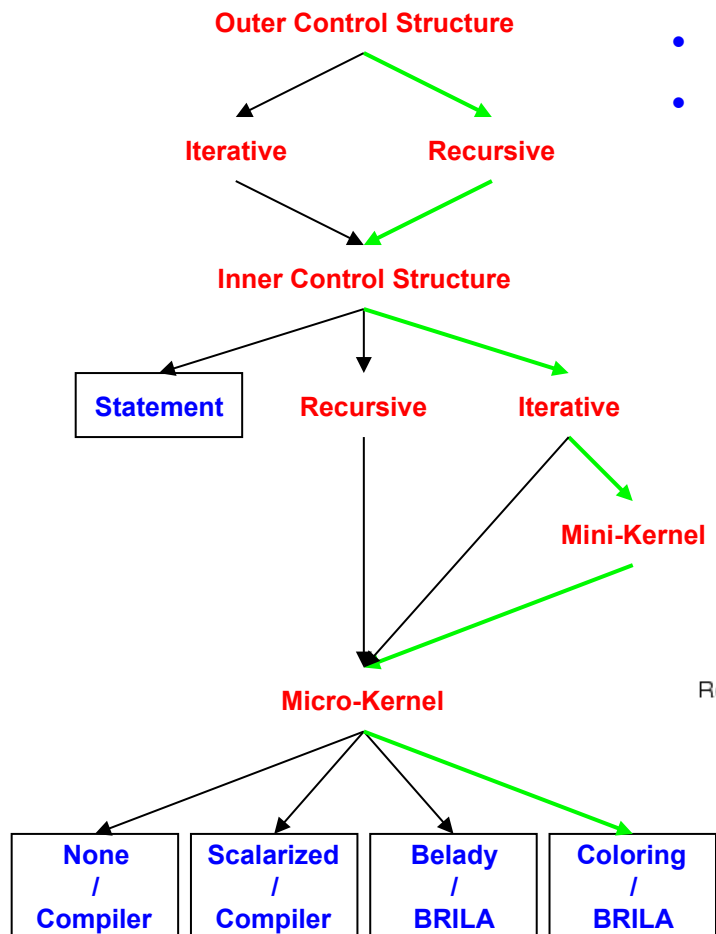 Outer Control Structure
Iterative
Recursive
Inner Control Structure
Statement
Recursive
Iterative
Mini-Kernel
Micro-Kernel
None
/
Compiler
Scalarized
/
Compiler
Belady
/
BRILA
Coloring
/
BRILA